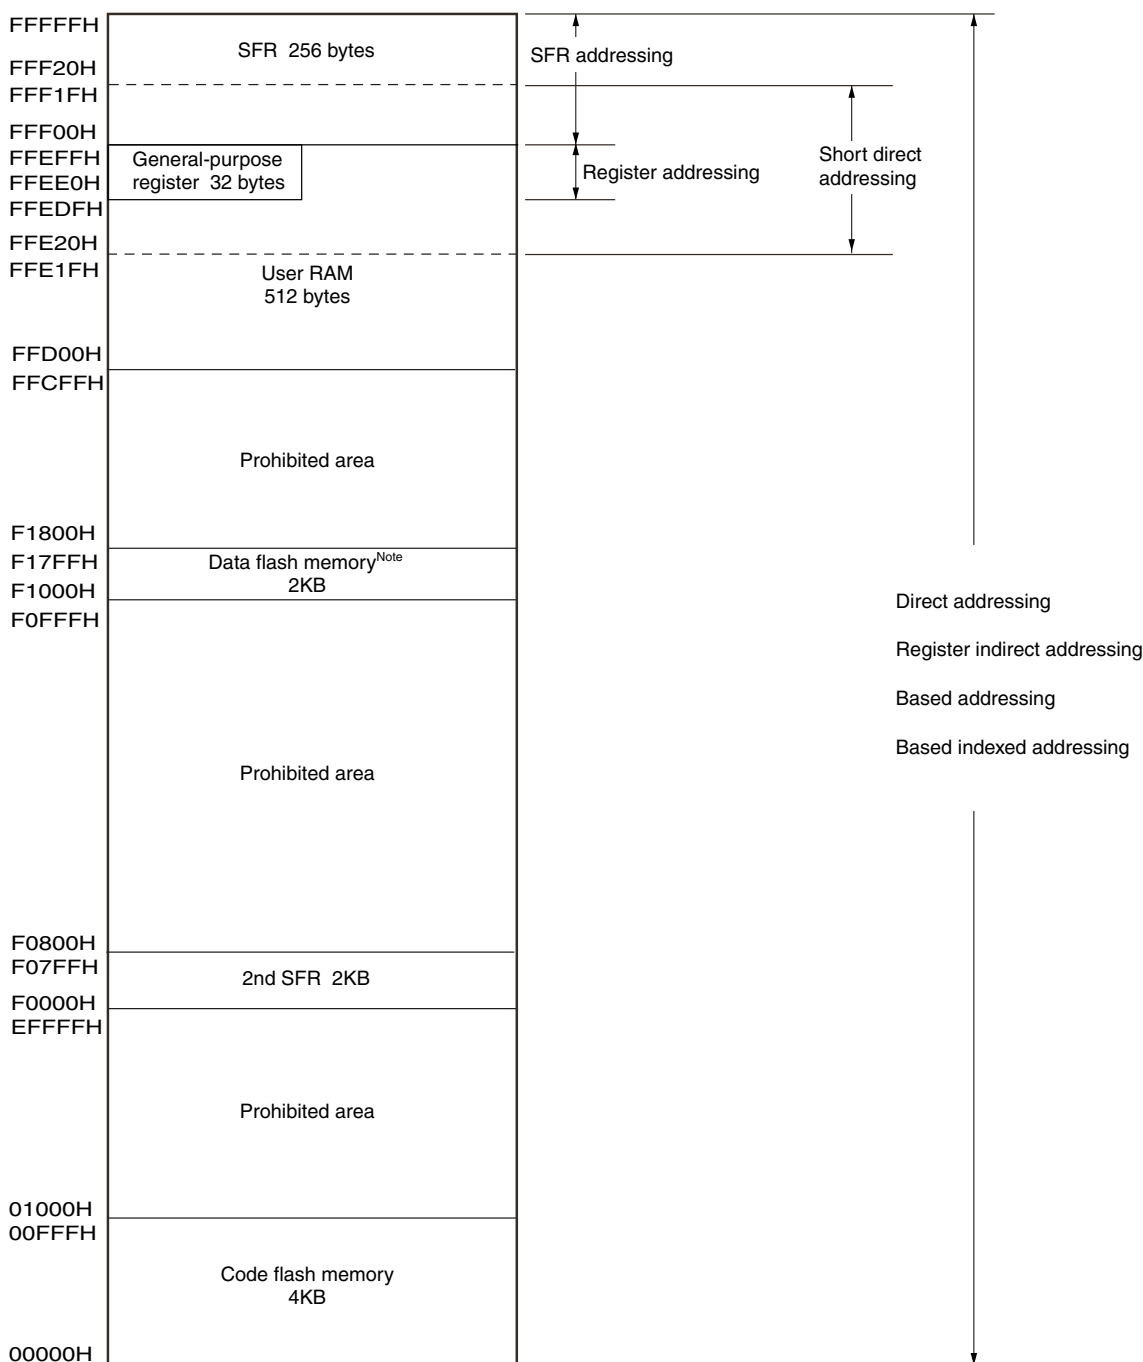 FFFFFH
SFR 256 bytes
SFR addressing
FFF20H
FFF1FH
FFF00H
FFEFFH
General-purpose
register 32 bytes
FFEE0H
FFEDFH
Register addressing
Short direct
addressing
FFE20H
FFE1FH
User RAM
512 bytes
FFD00H
FFCFFH
Prohibited area
F1800H
F17FFH
Data flash memoryNote
2KB
F1000H
F0FFFH
Direct addressing
Register indirect addressing
Based addressing
Based indexed addressing
Prohibited area
F0800H
F07FFH
2nd SFR 2KB
F0000H
EFFFFH
Prohibited area
01000H
00FFFH
Code flash memory
4KB
00000H